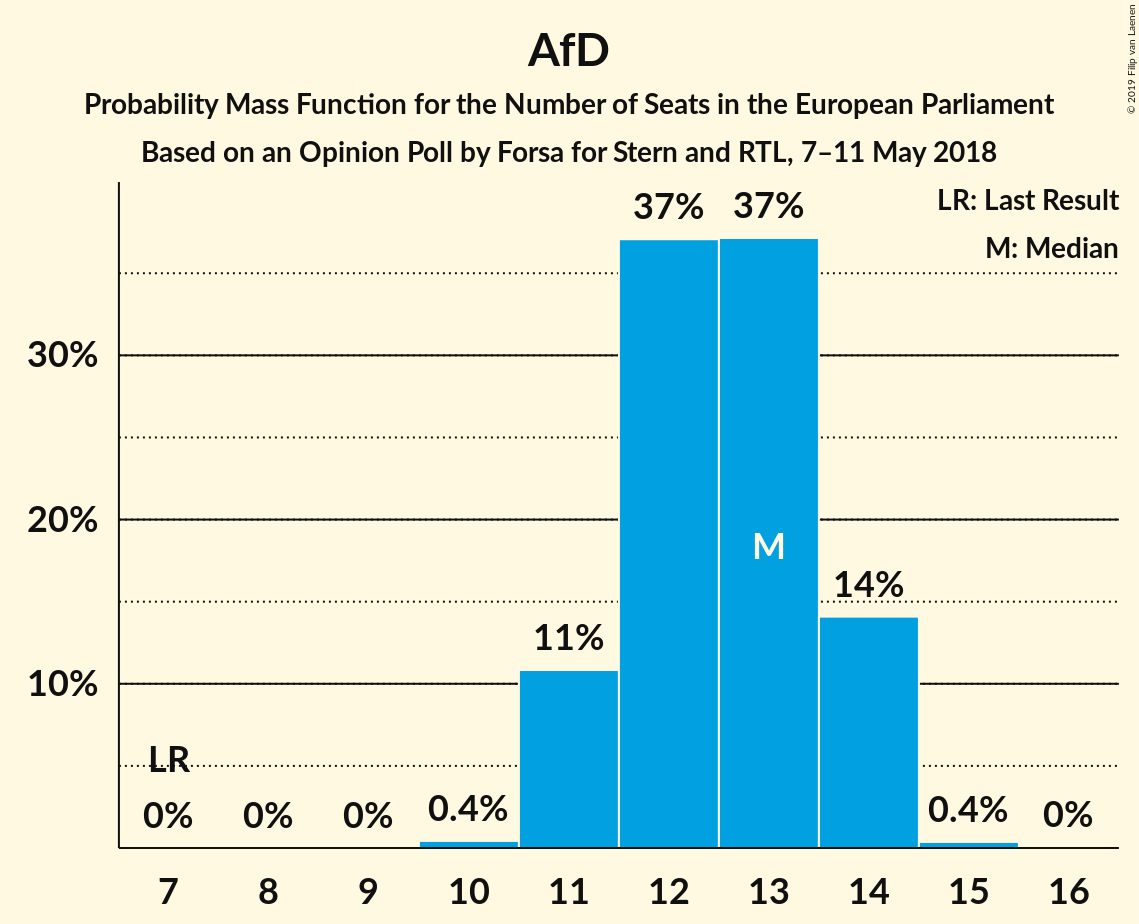 AfD
Probability Mass Function for the Number of Seats in the European Parliament
Based on an Opinion Poll by Forsa for Stern and RTL, 7–11 May 2018
© 2019 Filip van Laenen
LR: Last Result
M: Median
37% 37%
30%
20%
M
14%
11%
10%
LR
0% 0% 0% 0.4% 0.4% 0%
7 8 9 10 11 12 13 14 15 16